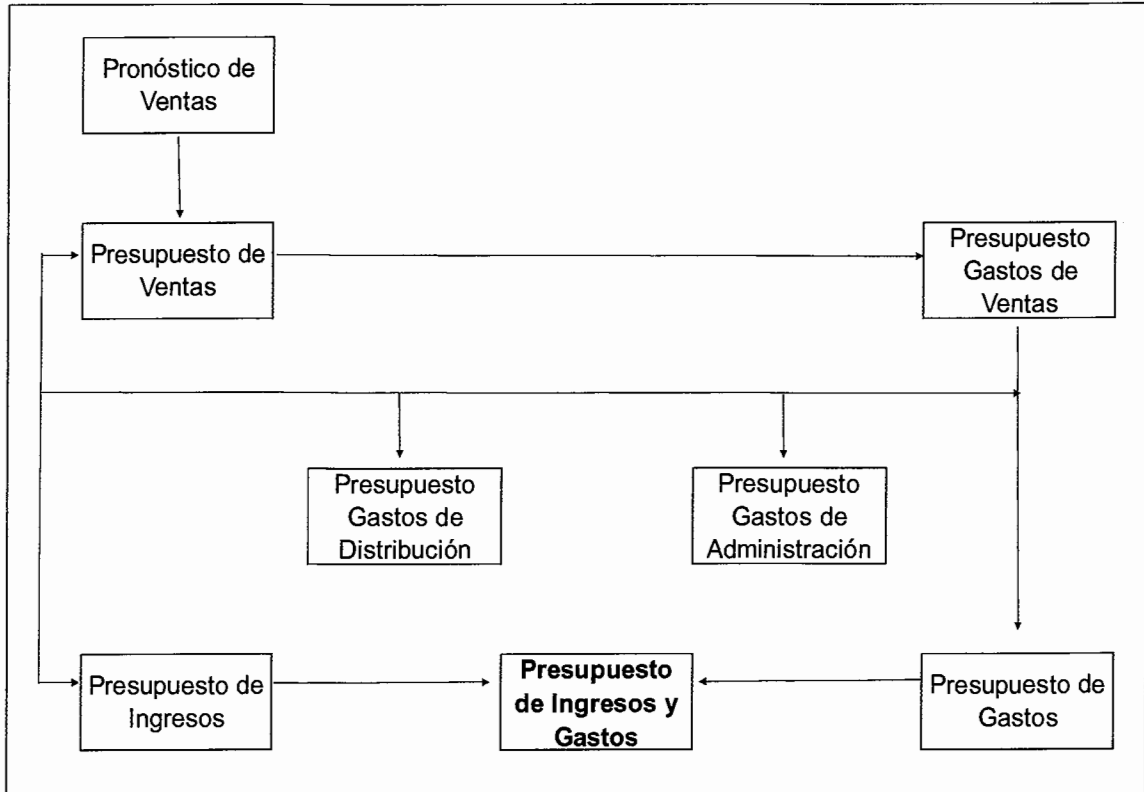 Pronóstico de
Ventas
Presupuesto de
Ventas
Presupuesto
Gastos de
Ventas
Presupuesto
Gastos de
Distribución
Presupuesto
Gastos de
Administración
Presupuesto de
Ingresos
Presupuesto
de Ingresos y
Gastos
Presupuesto de
Gastos